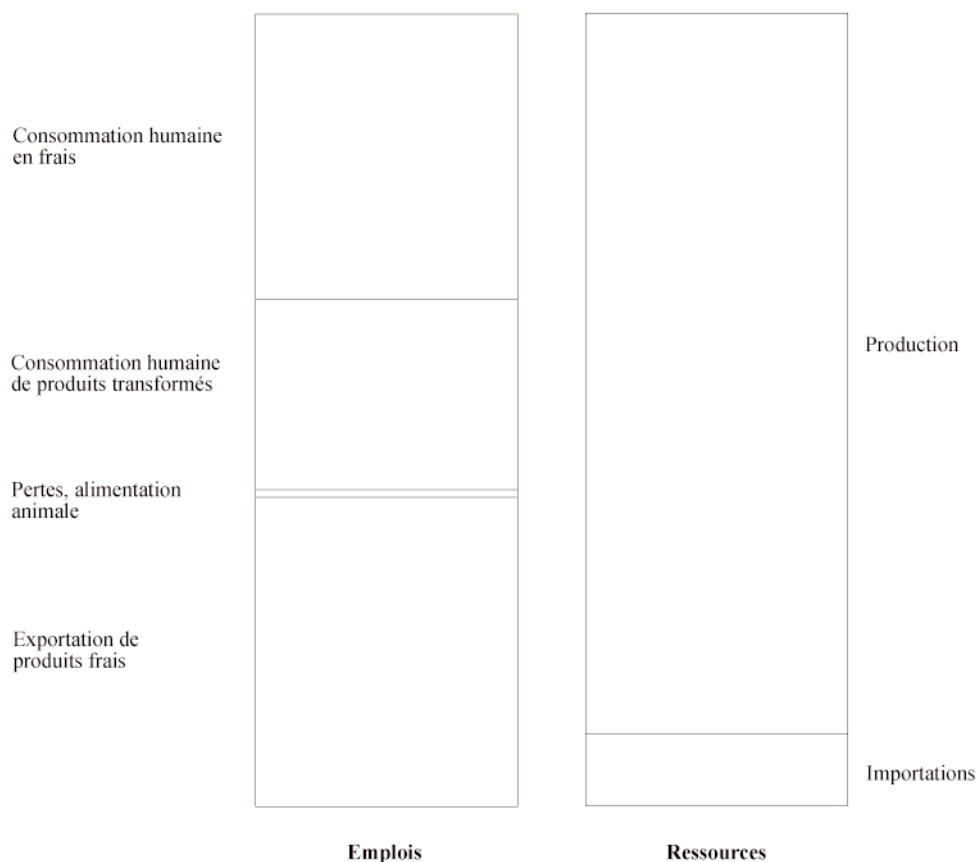 Consommation humaine
en frais
Consommation humaine
de produits transformés
Pertes, alimentation
animale
Exportation de
produits frais
Production
Importations
Emplois
Ressources